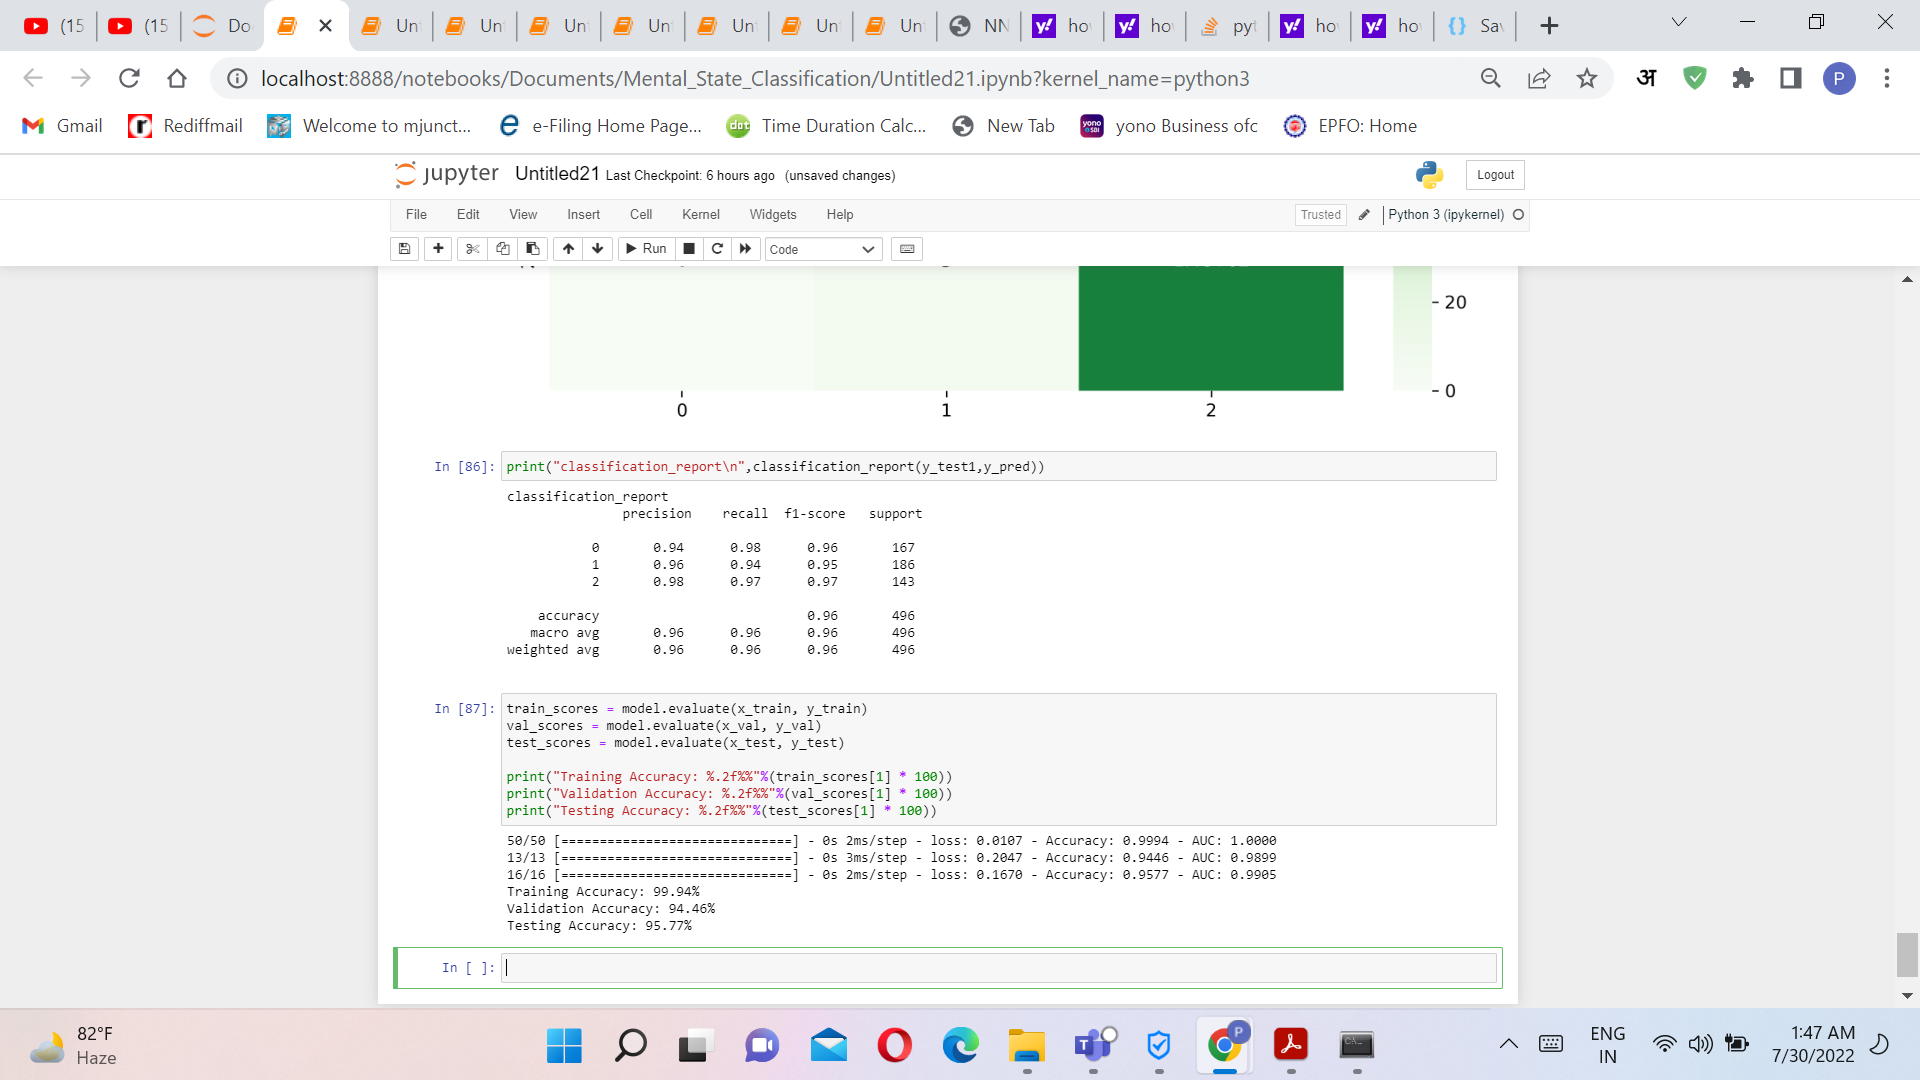 (15
(15
Do
Unt
Unt
Unt
Unt
Unt
Unt
NN
ho
ho
pyt
ho
ho
Sa
localhost:8888/notebooks/Documents/Mental_State_Classification/Untitled21.ipynb?kernel_name=python3
अ
P
Gmail
Rediffmail
Welcome to mjunct...
e-Filing Home Page...
Time Duration Calc...
New Tab
yono Business ofc
EPFO: Home
jupyter Untitled21 Last Checkpoint: 6 hours ago (unsaved changes)
Logout
File Edit View Insert Cell Kernel Widgets Help
Trusted Python 3 (ipykernel)
Run Code
20
0
0 1 2
In [86]: print("classification_report\n",classification_report(y_test1,y_pred))
classification_report
precision recall f1-score support
0 0.94 0.98 0.96 167
1 0.96 0.94 0.95 186
2 0.98 0.97 0.97 143
accuracy 0.96 496
macro avg 0.96 0.96 0.96 496
weighted avg 0.96 0.96 0.96 496
In [87]: train_scores = model.evaluate(x_train, y_train)
val_scores = model.evaluate(x_val, y_val)
test_scores = model.evaluate(x_test, y_test)
print("Training Accuracy: %.2f%%"%(train_scores[1] * 100))
print("Validation Accuracy: %.2f%%"%(val_scores[1] * 100))
print("Testing Accuracy: %.2f%%"%(test_scores[1] * 100))
50/50 [==============================] - 0s 2ms/step - loss: 0.0107 - Accuracy: 0.9994 - AUC: 1.0000
13/13 [==============================] - 0s 3ms/step - loss: 0.2047 - Accuracy: 0.9446 - AUC: 0.9899
16/16 [==============================] - 0s 2ms/step - loss: 0.1670 - Accuracy: 0.9577 - AUC: 0.9905
Training Accuracy: 99.94%
Validation Accuracy: 94.46%
Testing Accuracy: 95.77%
In [ ]:
82°F
Haze
ENG
IN
1:47 AM
7/30/2022